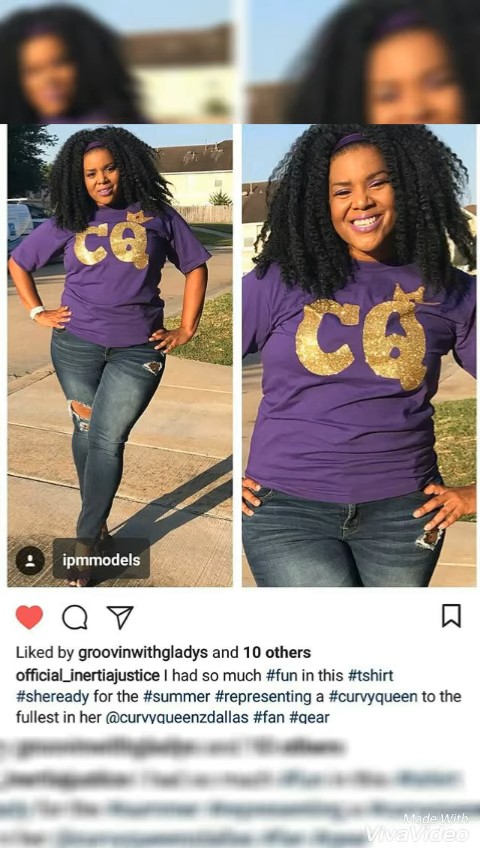 CQ
CQ
ipmmodels
Liked by groovinwithgladys and 10 others
official_inertiajustice I had so much #fun in this #tshirt
#sheready for the #summer #representing a #curvyqueen to the
fullest in her @curvyqueenzdallas #fan #gear
Made With
VivaVideo